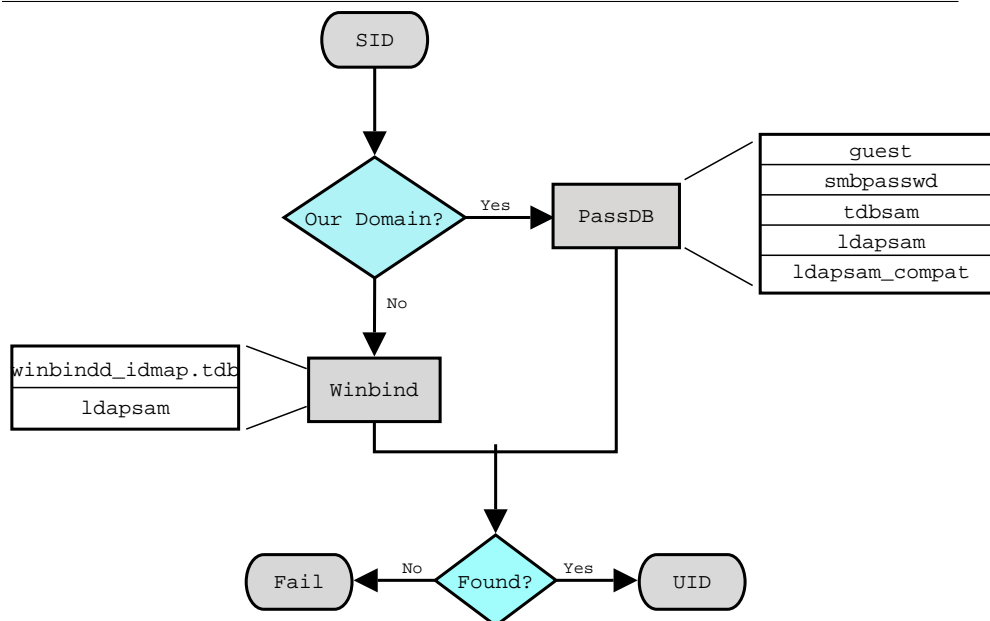 SID
Our Domain?
Yes
PassDB
guest
smbpasswd
tdbsam
ldapsam
ldapsam_compat
No
winbindd_idmap.tdb
ldapsam
Winbind
Fail
No
Found?
Yes
UID